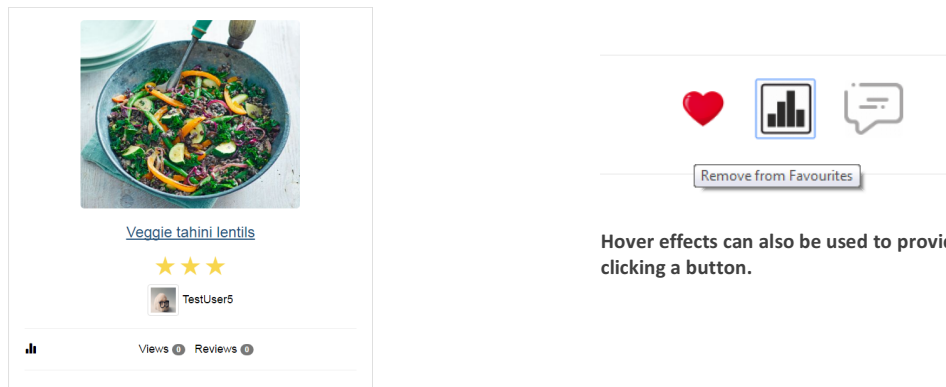 Veggie tahini lentils
TestUser5
Views 0 Reviews 0
Remove from Favourites
Hover effects can also be used to
clicking a button.